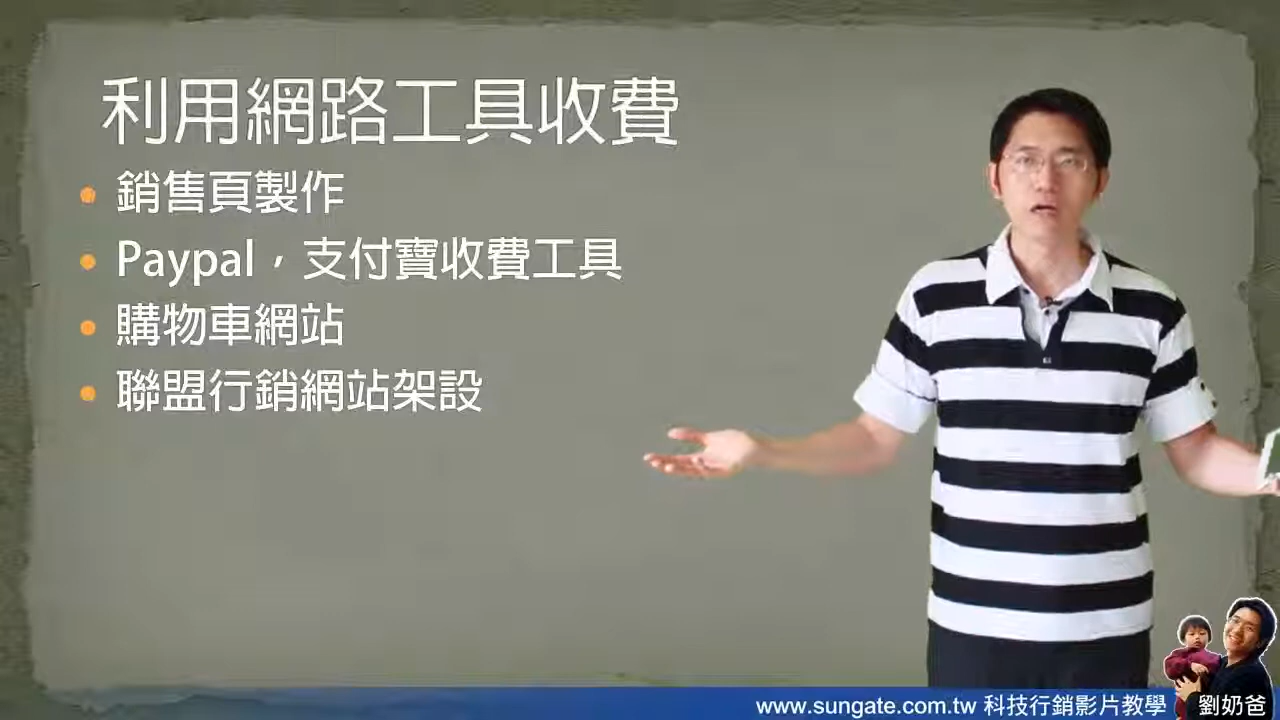 利用網路工具收費
銷售頁製作
Paypal，支付寶收費工具
購物車網站
聯盟行銷網站架設
www.sungate.com.tw 科技行銷影片教學
劉奶爸